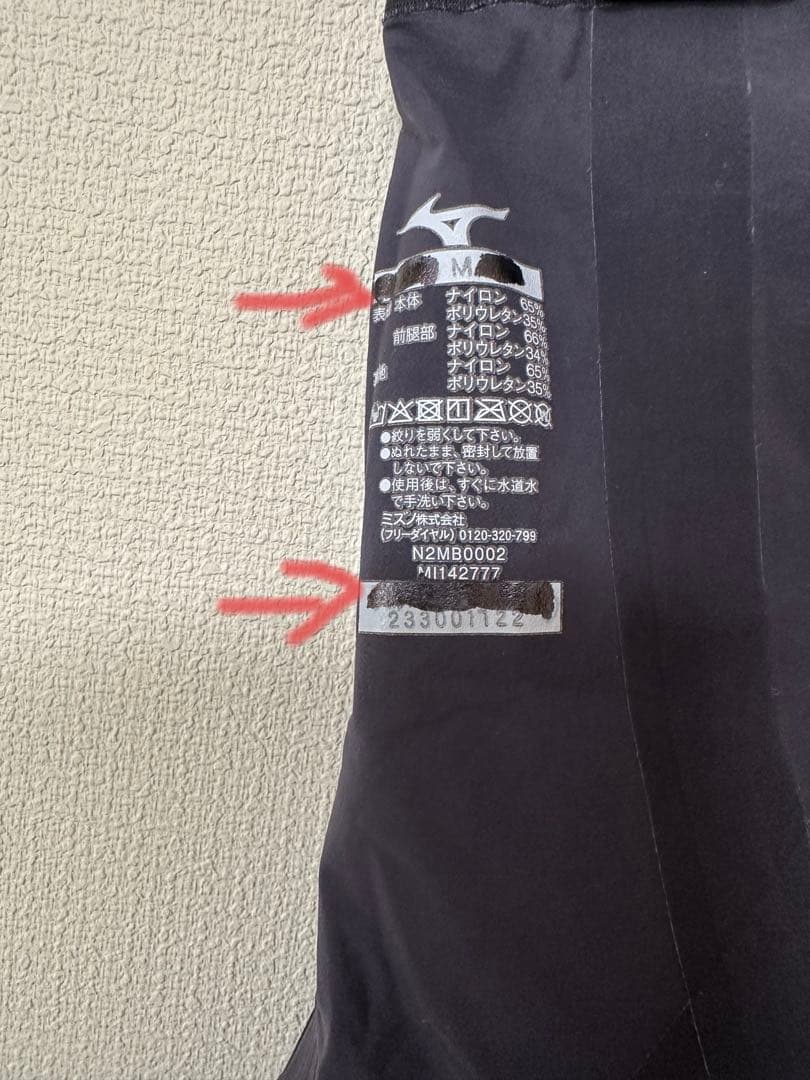 M
本体 ナイロン 65%
ポリウレタン35%
前腿部 ナイロン 66%
ポリウレタン34%
ナイロン 65%
ポリウレタン35%
●絞りを弱くして下さい。
●ぬれたまま、密封して放置
しないで下さい。
●使用後は、すぐに水道水
で手洗い下さい。
ミズノ株式会社
(フリーダイヤル) 0120-320-799
N2MB0002
MI142777
233001122